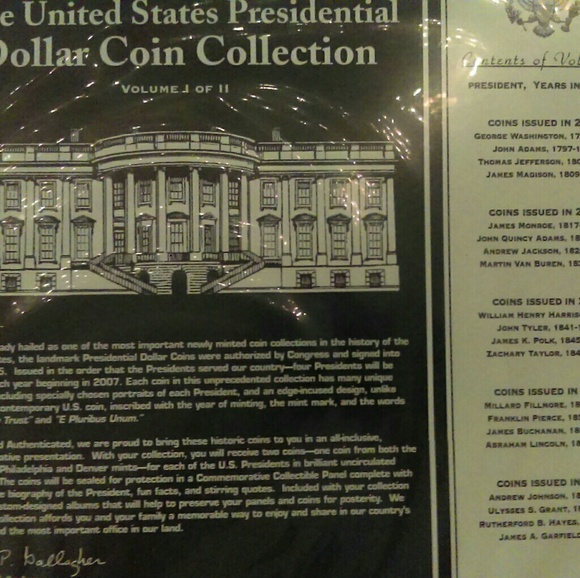 e United States Presidential
Dollar Coin Collection
VOLUME I OF II
ady hailed as one of the most important newly minted coin collections in the history of the
es, the landmark Presidential Dollar Coins were authorized by Congress and signed into
5. Issued in the order that the Presidents served our country—four Presidents will be
ch year beginning in 2007. Each coin in this unprecedented collection has many unique
cluding specially chosen portraits of each President, and an edge-incused design, unlike
ontemporary U.S. coin, inscribed with the year of minting, the mint mark, and the words
Trust" and "E Pluribus Unum."
d Authenticated, we are proud to bring these historic coins to you in an all-inclusive,
ative presentation. With your collection, you will receive two coins—one coin from both the
Philadelphia and Denver mints—for each of the U.S. Presidents in brilliant uncirculated
The coins will be sealed for protection in a Commemorative Collectible Panel complete with
e biography of the President, fun facts, and stirring quotes. Included with your collection
stom-designed albums that will help to preserve your panels and coins for posterity. We
ollection affords you and your family a memorable way to enjoy and share in our country's
d the most important office in our land.
P. Gallagher
Contents of Vol
PRESIDENT, YEARS IN
COINS ISSUED IN 2
GEORGE WASHINGTON, 17
JOHN ADAMS, 1797-1
THOMAS JEFFERSON, 180
JAMES MADISON, 1809
COINS ISSUED IN 2
JAMES MONROE, 1817
JOHN QUINCY ADAMS, 18
ANDREW JACKSON, 182
MARTIN VAN BUREN, 183
COINS ISSUED IN
WILLIAM HENRY HARRIS
JOHN TYLER, 1841-1
JAMES K. POLK, 1845
ZACHARY TAYLOR, 184
COINS ISSUED IN
MILLARD FILLMORE, 18
FRANKLIN PIERCE, 185
JAMES BUCHANAN, 18
ABRAHAM LINCOLN, 18
COINS ISSUED IN
ANDREW JOHNSON, 18
ULYSSES S. GRANT, 18
RUTHERFORD B. HAYES,
JAMES A. GARFIELD